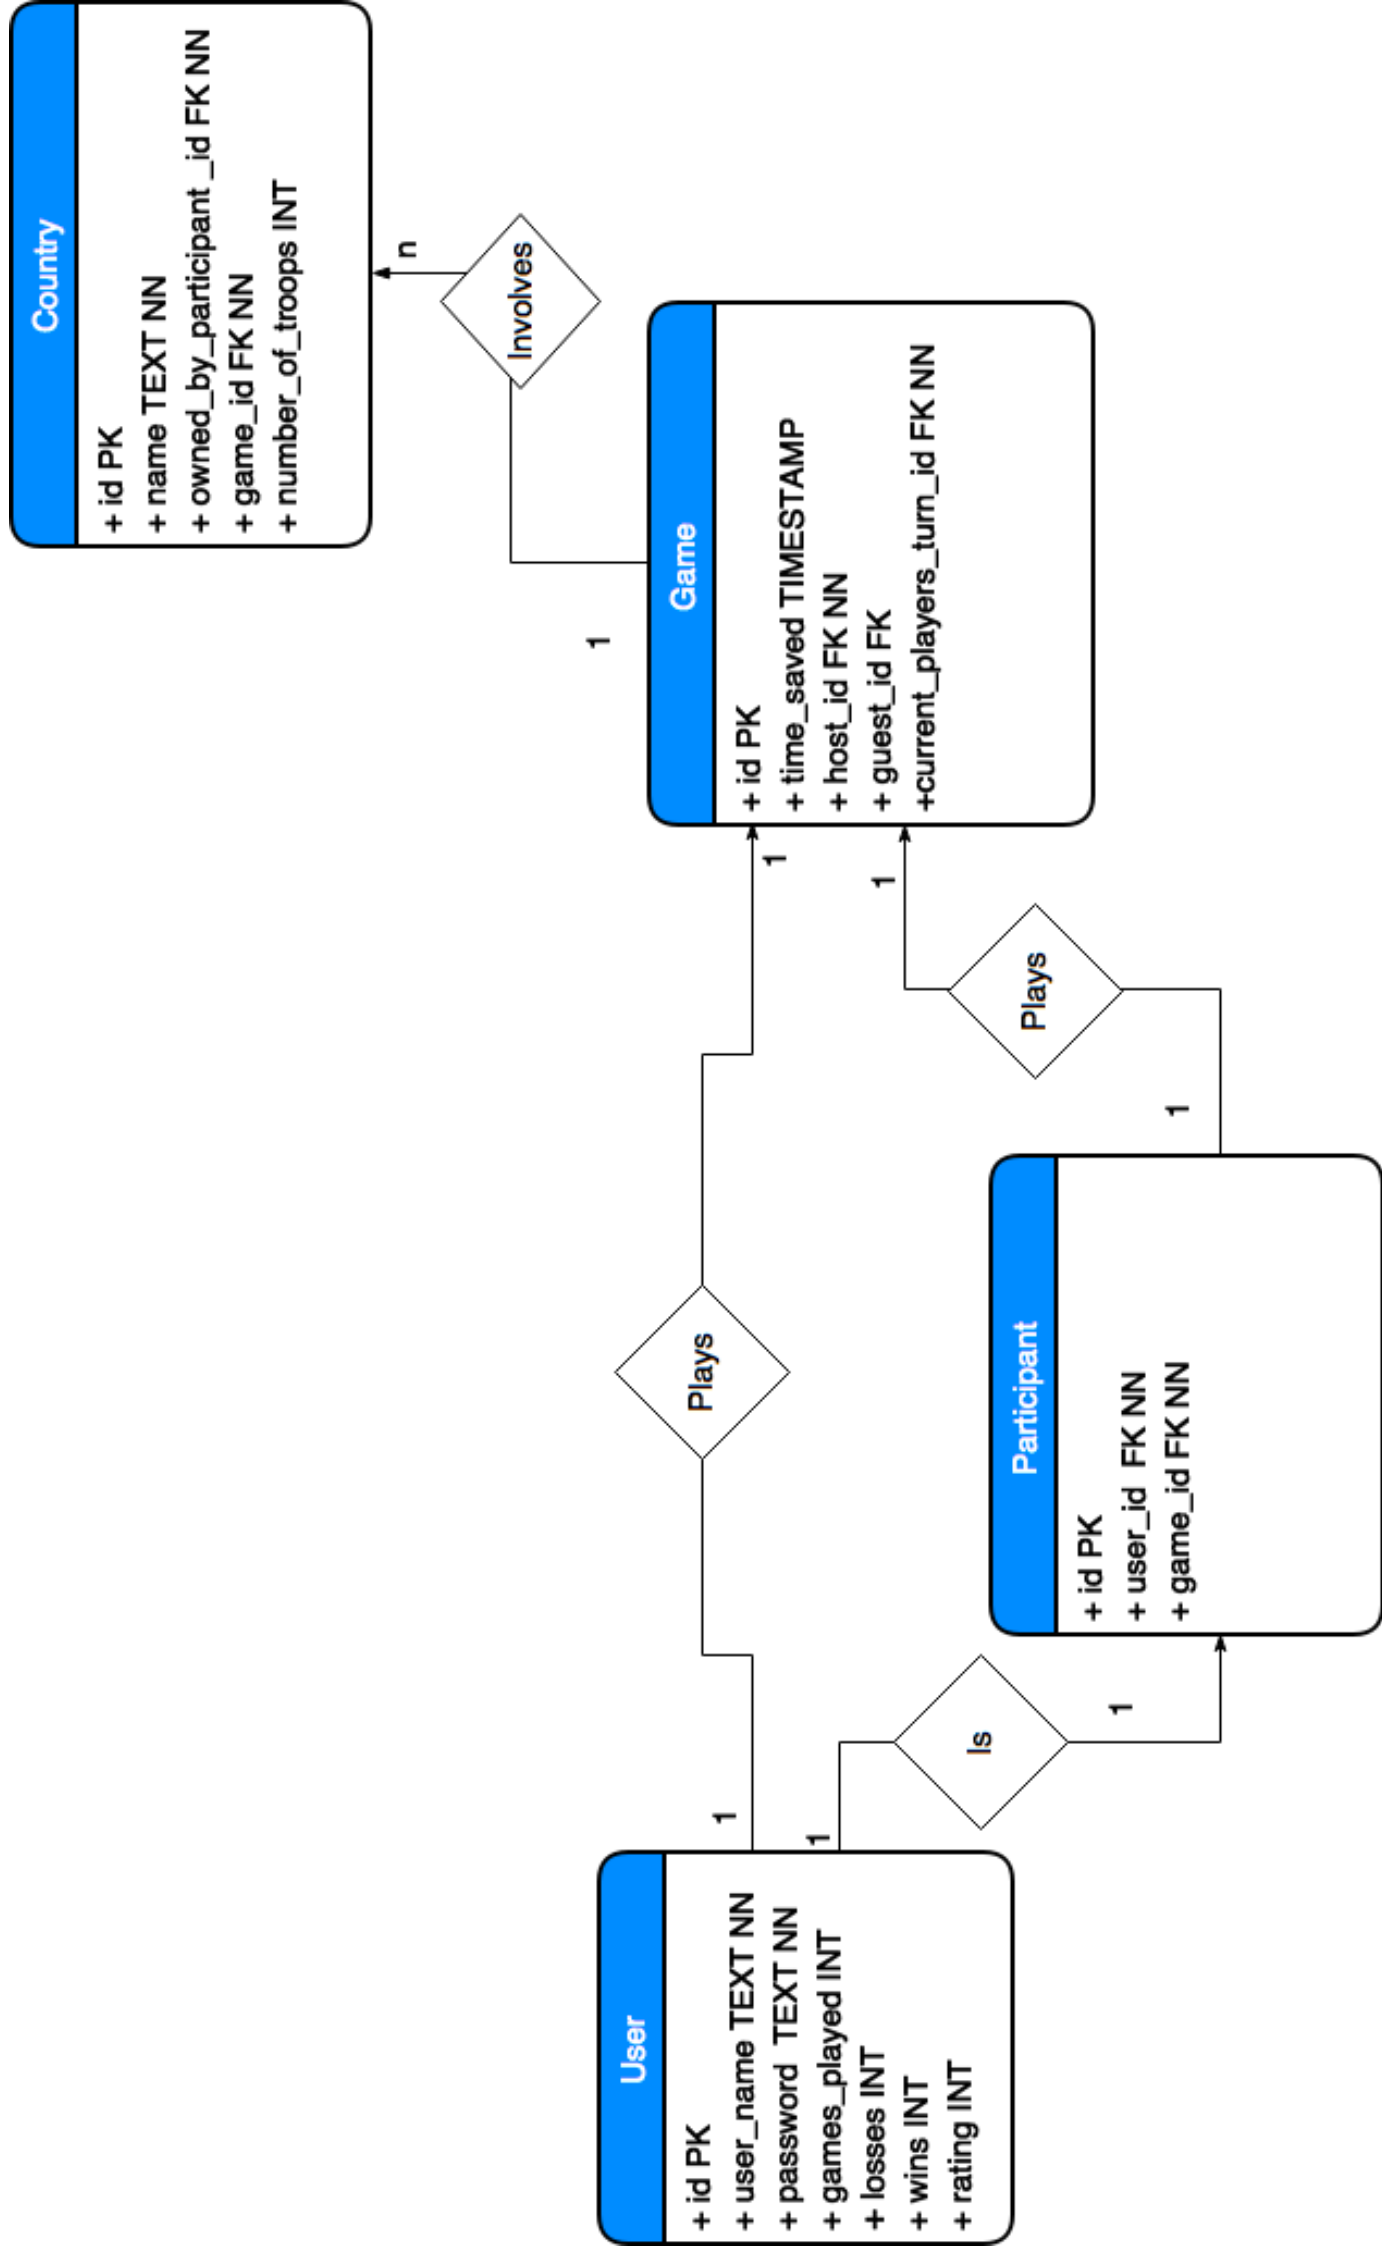 User
+ id PK
+ user_name TEXT NN
+ password TEXT NN
+ games_played INT
+ losses INT
+ wins INT
+ rating INT
1
1
Plays
Is
1
Participant
+ id PK
+ user_id FK NN
+ game_id FK NN
1
Plays
1
1
Game
+ id PK
+ time_saved TIMESTAMP
+ host_id FK NN
+ guest_id FK
+current_players_turn_id FK NN
1
Involves
n
Country
+ id PK
+ name TEXT NN
+ owned_by_participant _id FK NN
+ game_id FK NN
+ number_of_troops INT